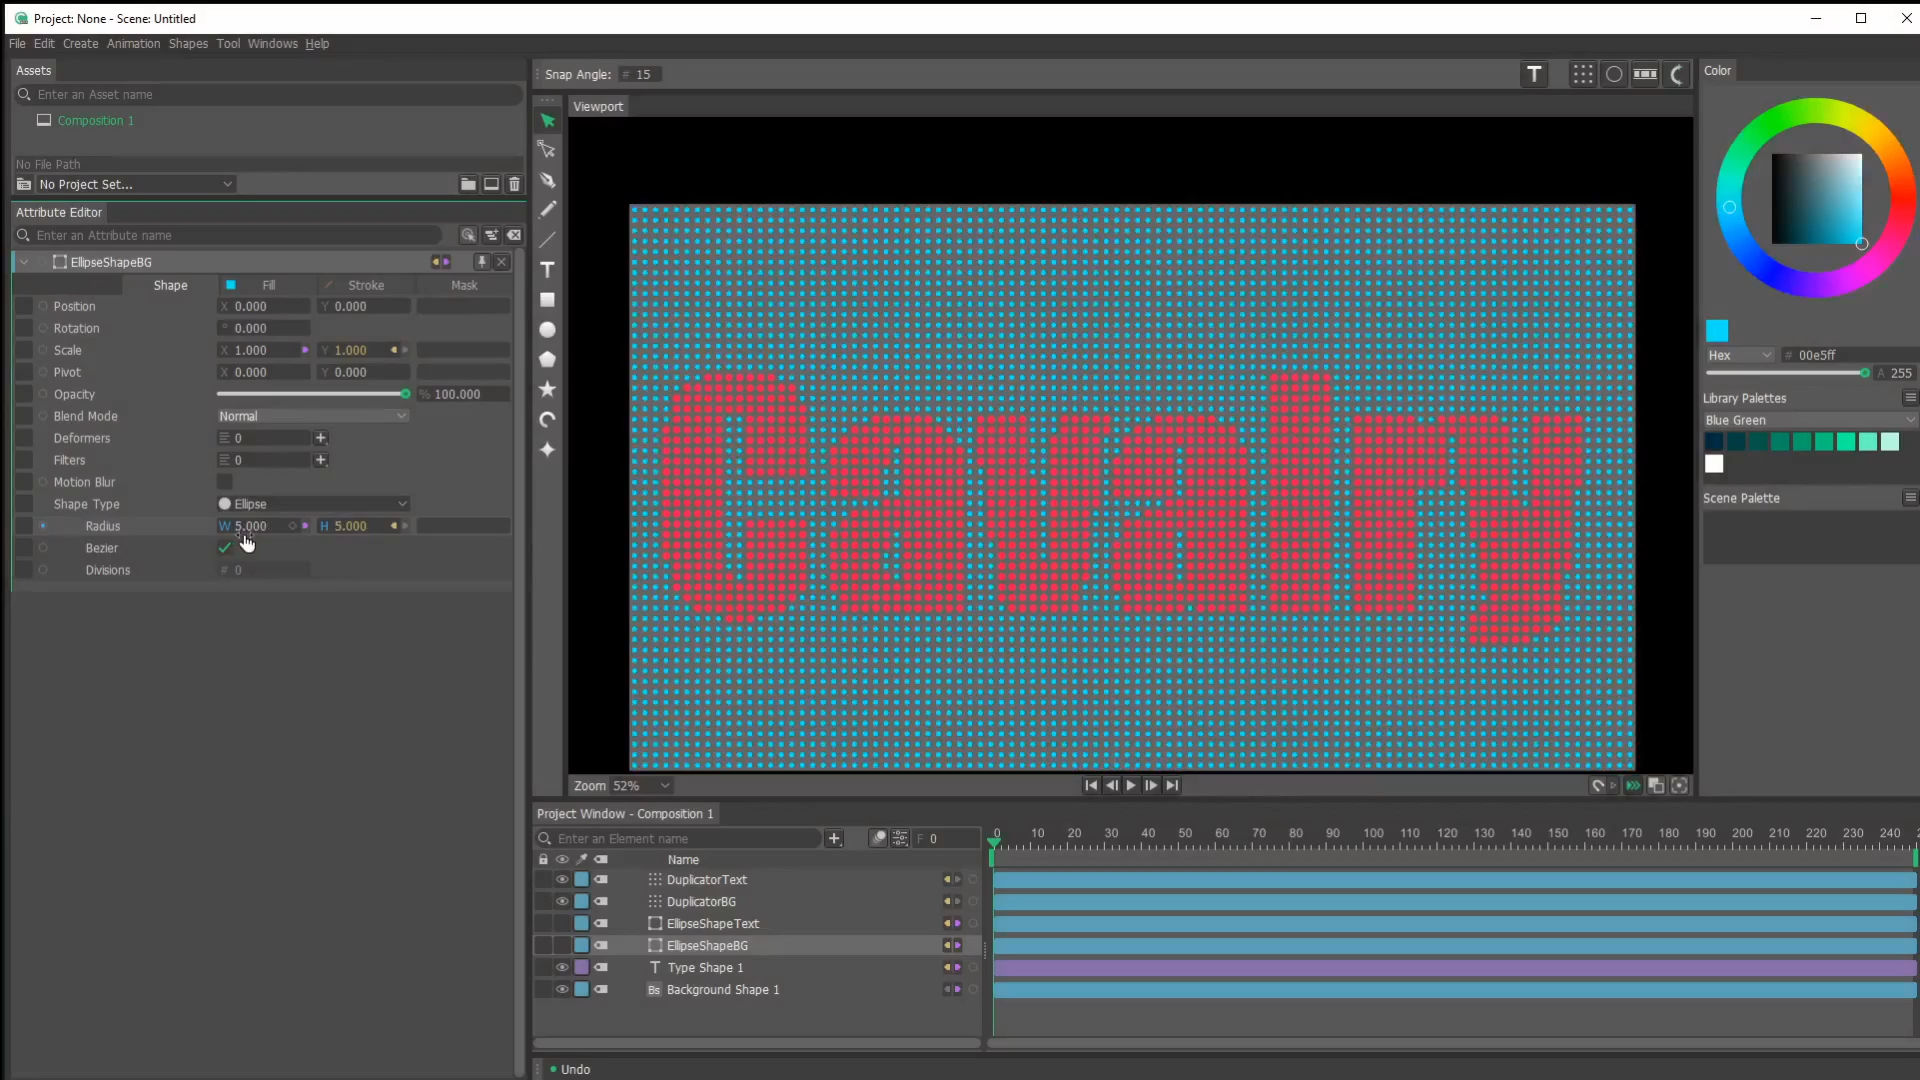 Project: None - Scene: Untitled
File Edit Create Animation Shapes Tool Windows Help
Assets
Enter an Asset name
Composition 1
No File Path
No Project Set...
Attribute Editor
Enter an Attribute name
EllipseShapeBG
Shape Fill Stroke Mask
Position X 0.000 Y 0.000
Rotation ° 0.000
Scale X 1.000 Y 1.000
Pivot X 0.000 Y 0.000
Opacity % 100.000
Blend Mode Normal
Deformers 0
Filters 0
Motion Blur
Shape Type Ellipse
Radius W 5.000 H 5.000
Bezier
Divisions # 0
Snap Angle: # 15
Viewport
Cavalry
Zoom 52%
Project Window - Composition 1
Enter an Element name F 0
0 10 20 30 40 50 60 70 80 90 100 110 120 130 140 150 160 170 180 190 200 210 220 230 240
Name
DuplicatorText
DuplicatorBG
EllipseShapeText
EllipseShapeBG
T Type Shape 1
Bs Background Shape 1
Undo
Color
Hex # 00e5ff
A 255
Library Palettes
Blue Green
Scene Palette